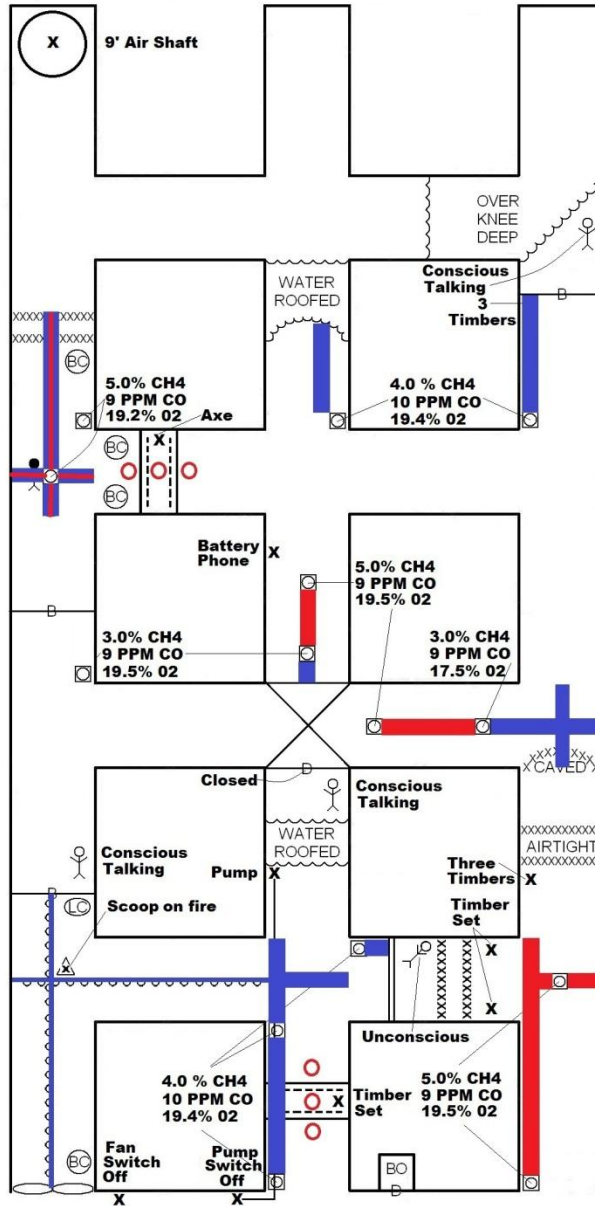 X
9' Air Shaft
OVER
KNEE
DEEP
WATER
ROOFED
Conscious
Talking
3
Timbers
B
XXXXXXXXXX
XXXXXXXXXX
BC
5.0% CH4
9 PPM CO
19.2% 02
4.0 % CH4
10 PPM CO
19.4% 02
Axe
X
BC
BC
Battery
Phone
X
5.0% CH4
9 PPM CO
19.5% 02
B
3.0% CH4
9 PPM CO
19.5% 02
3.0% CH4
9 PPM CO
17.5% 02
CAVED
Closed
D
Conscious
Talking
WATER
ROOFED
AIRTIGHT
Conscious
Talking
Pump
X
Three
Timbers
X
D
LC
Scoop on fire
X
Timber
Set
X
X
Unconscious
4.0 % CH4
10 PPM CO
19.4% 02
X
Timber
Set
5.0% CH4
9 PPM CO
19.5% 02
BC
Fan
Switch
Off
Pump
Switch
Off
BO
D
X
X